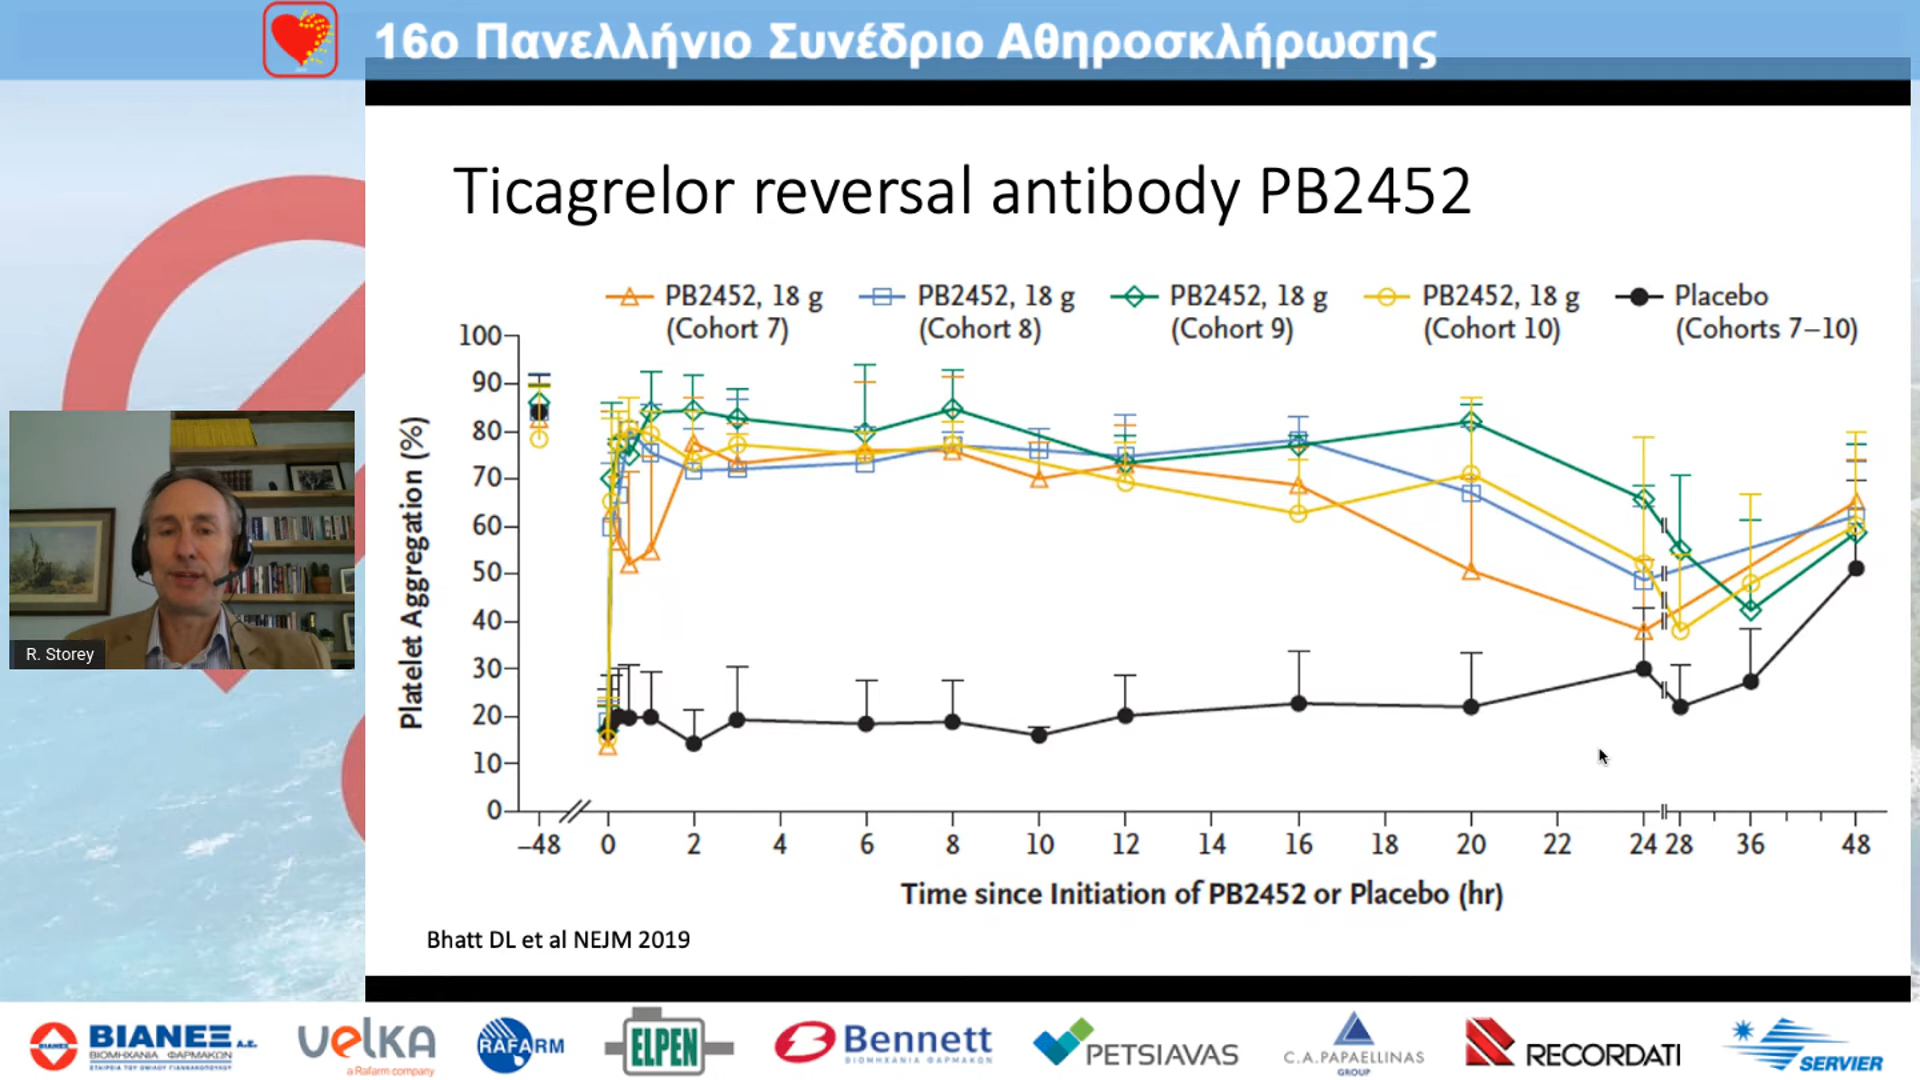 16ο Πανελλήνιο Συνέδριο Αθηροσκλήρωσης
Ticagrelor reversal antibody PB2452
PB2452, 18 g
(Cohort 7)
PB2452, 18 g
(Cohort 8)
PB2452, 18 g
(Cohort 9)
PB2452, 18 g
(Cohort 10)
Placebo
(Cohorts 7–10)
Platelet Aggregation (%)
100
90
80
70
60
50
40
30
20
10
0
–48 0 2 4 6 8 10 12 14 16 18 20 22 24 28 36 48
Time since Initiation of PB2452 or Placebo (hr)
Bhatt DL et al NEJM 2019
R. Storey
ΒΙΑΝΕΞ Α.Ε.
ΒΙΟΜΗΧΑΝΙΑ ΦΑΡΜΑΚΩΝ
velka
a Rafarm company
RAFARM
ELPEN
Bennett
ΒΙΟΜΗΧΑΝΙΑ ΦΑΡΜΑΚΩΝ
PETSIAVAS
C.A. PAPAELLINAS
GROUP
RECORDATI
SERVIER